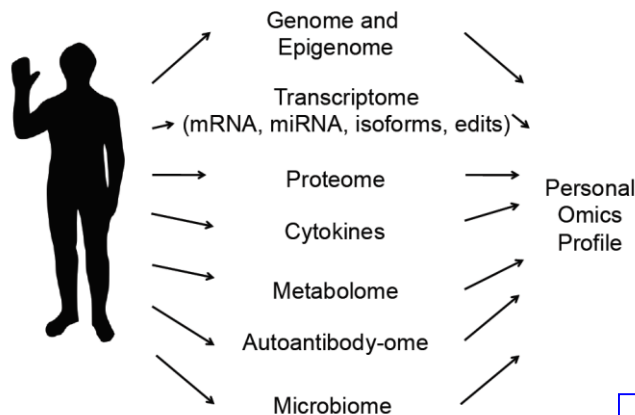 Genome and
Epigenome
Transcriptome
(mRNA, miRNA, isoforms, edits)
Proteome
Cytokines
Metabolome
Autoantibody-ome
Microbiome
Personal
Omics
Profile